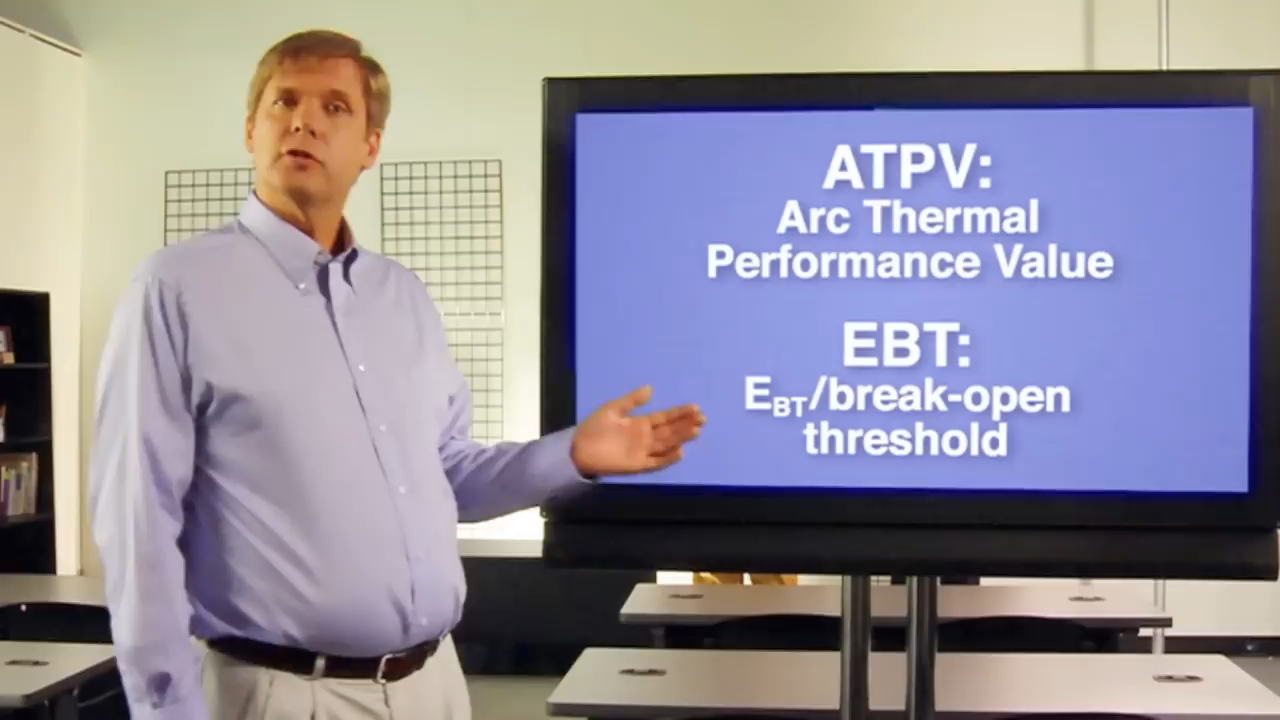 ATPV:
Arc Thermal
Performance Value
EBT:
EBT/break-open
threshold